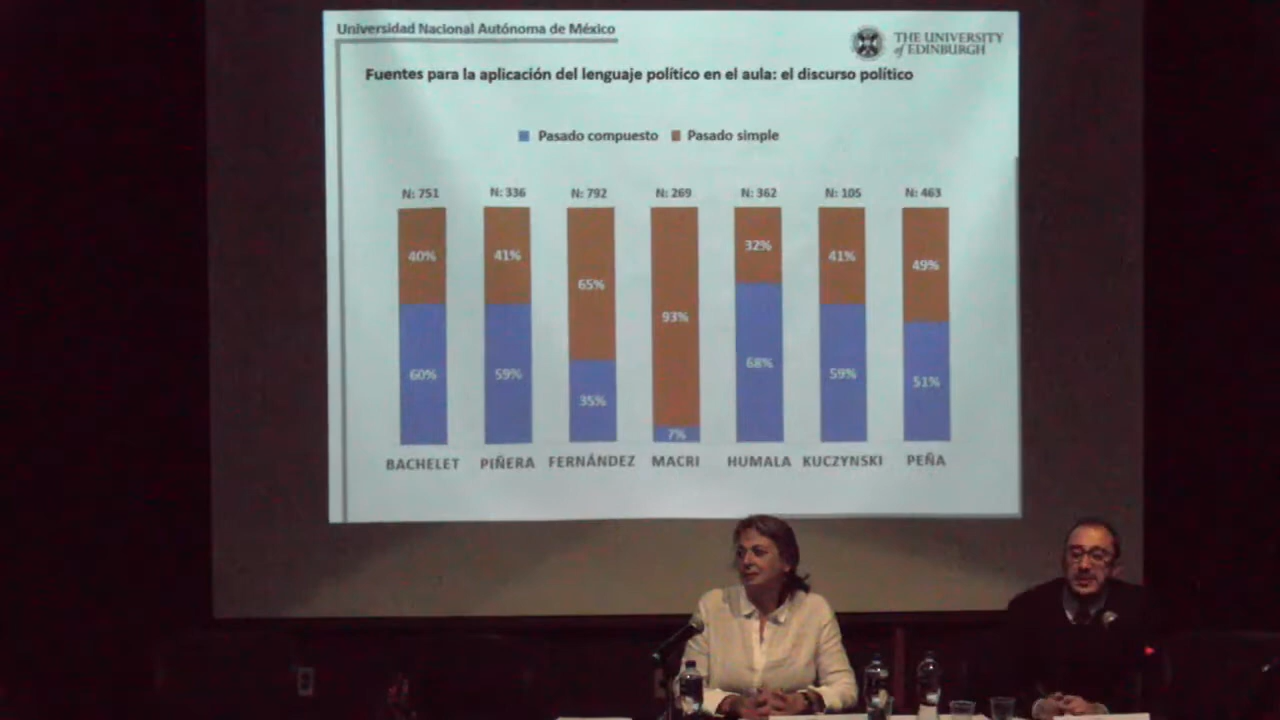 Universidad Nacional Autónoma de México
THE UNIVERSITY
of EDINBURGH
Fuentes para la aplicación del lenguaje político en el aula: el discurso político
Pasado compuesto Pasado simple
N: 751 N: 336 N: 792 N: 269 N: 362 N: 105 N: 463
40% 41% 65% 93% 32% 41% 49%
60% 59% 35% 7% 68% 59% 51%
BACHELET PIÑERA FERNÁNDEZ MACRI HUMALA KUCZYNSKI PEÑA